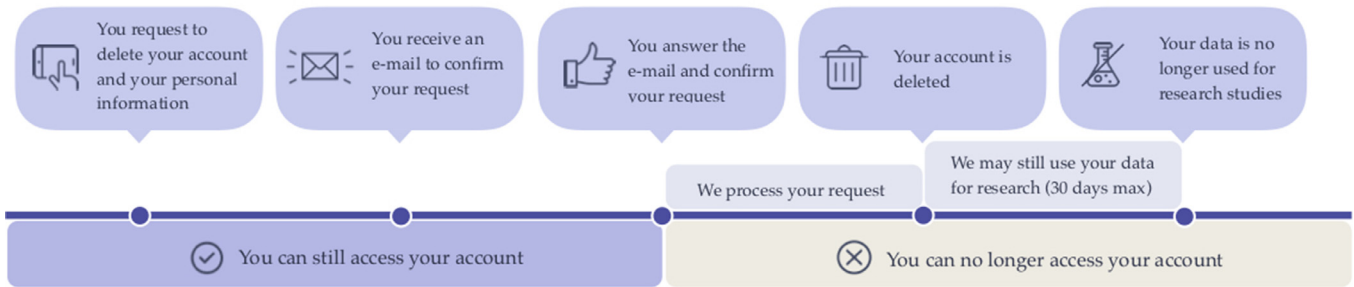 You request to
delete your account
and your personal
information
You receive an
e-mail to confirm
your request
You answer the
e-mail and confirm
your request
Your account is
deleted
Your data is no
longer used for
research studies
We process your request
We may still use your data
for research (30 days max)
You can still access your account
You can no longer access your account